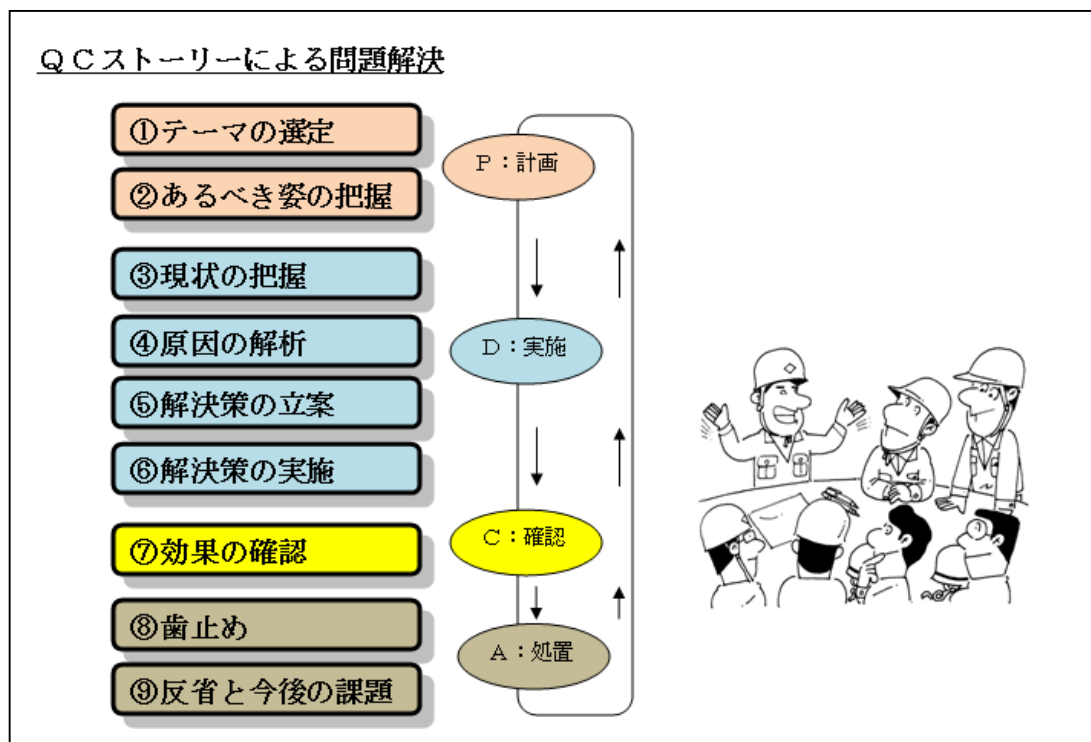 QCストーリーによる問題解決
①テーマの選定
②あるべき姿の把握
③現状の把握
④原因の解析
⑤解決策の立案
⑥解決策の実施
⑦効果の確認
⑧歯止め
⑨反省と今後の課題
P:計画
D:実施
C:確認
A:処置